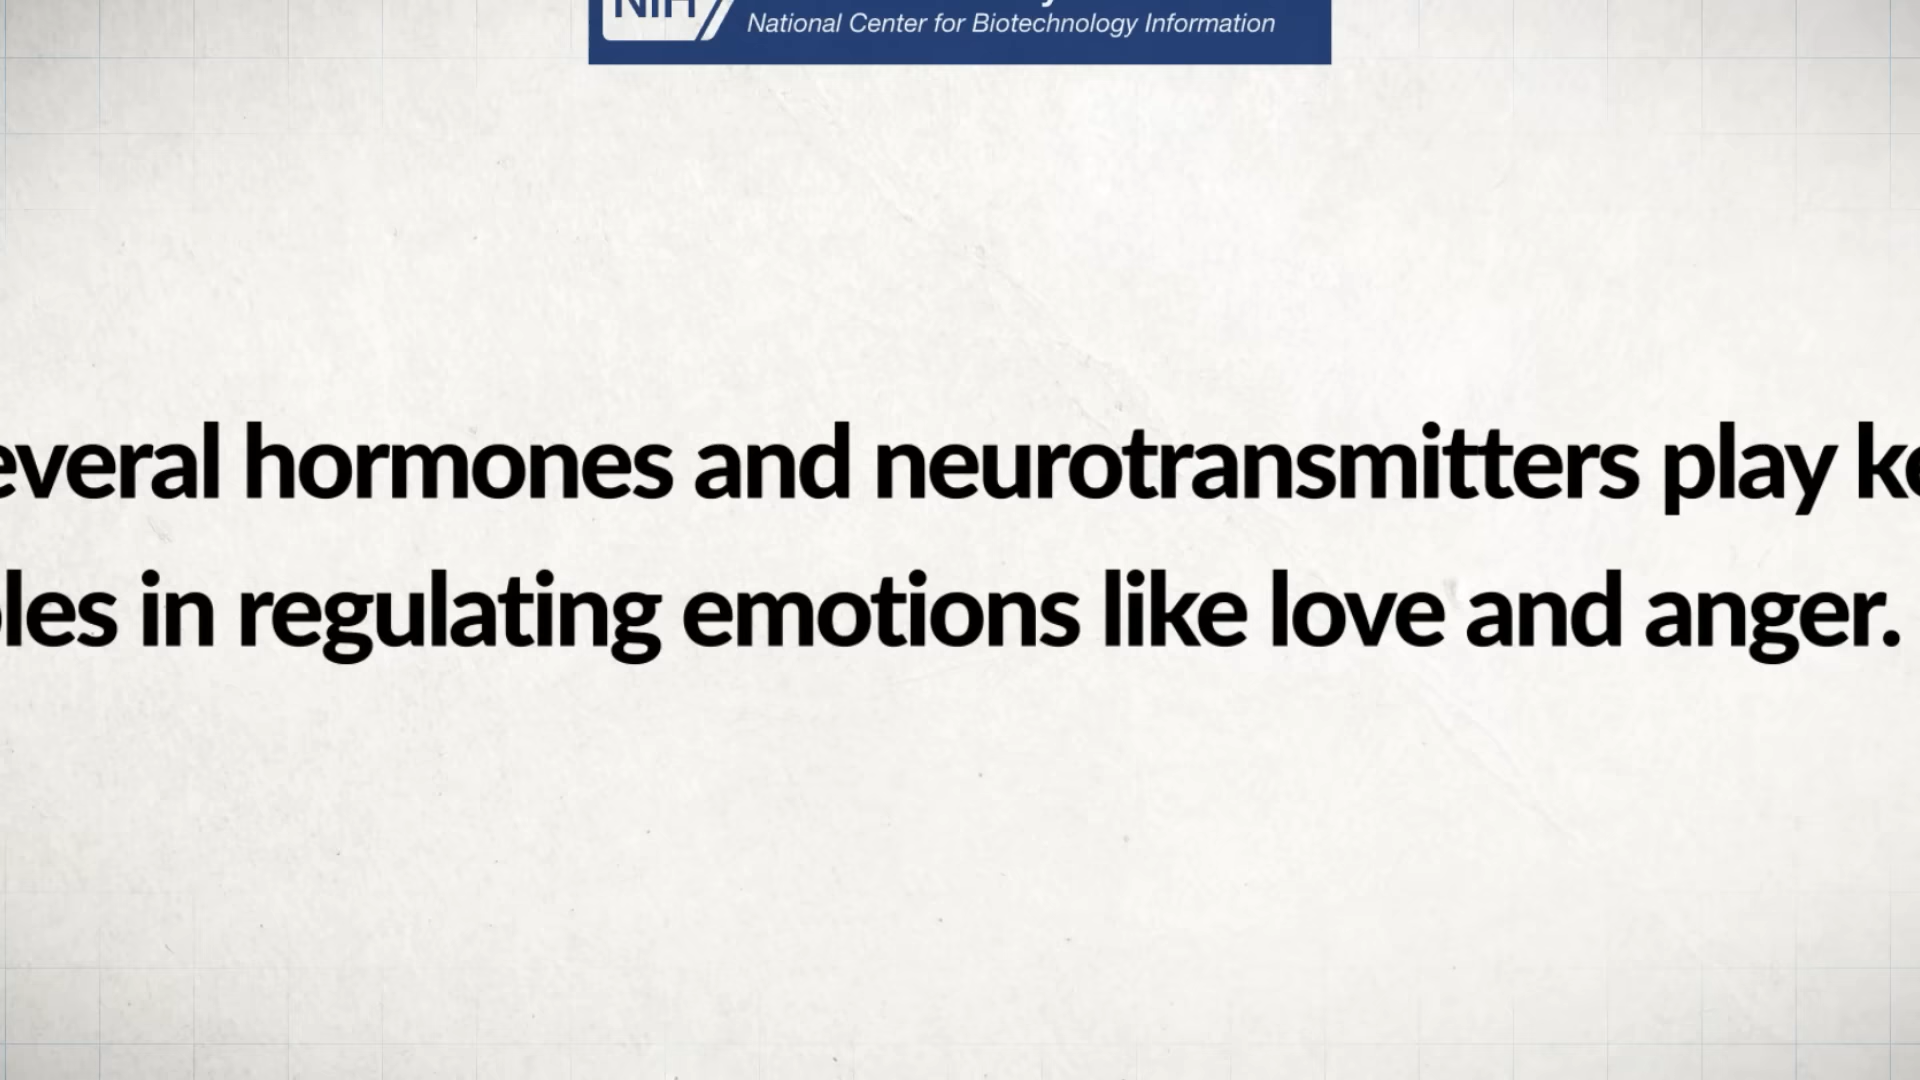 NIH
National Center for Biotechnology Information
everal hormones and neurotransmitters play ke
les in regulating emotions like love and anger.